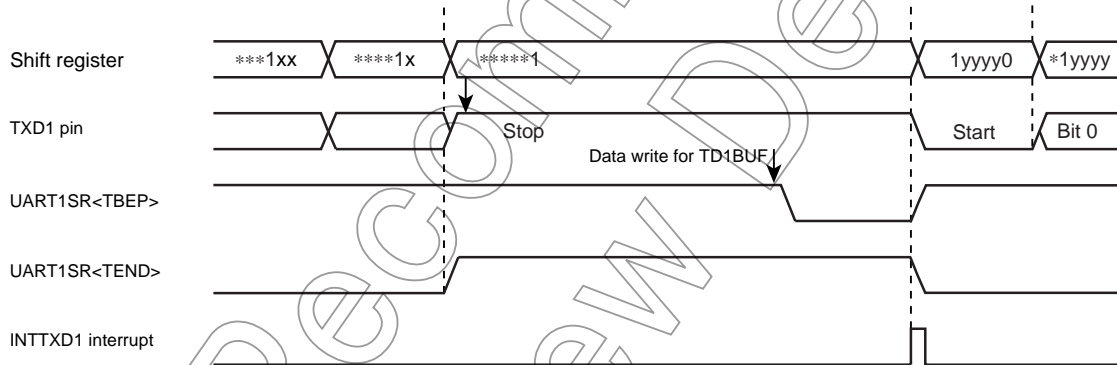 Shift register
***1xx
****1x
*****1
1yyyy0
*1yyyy
TXD1 pin
Stop
Start
Bit 0
Data write for TD1BUF
UART1SR<TBEP>
UART1SR<TEND>
INTTXD1 interrupt